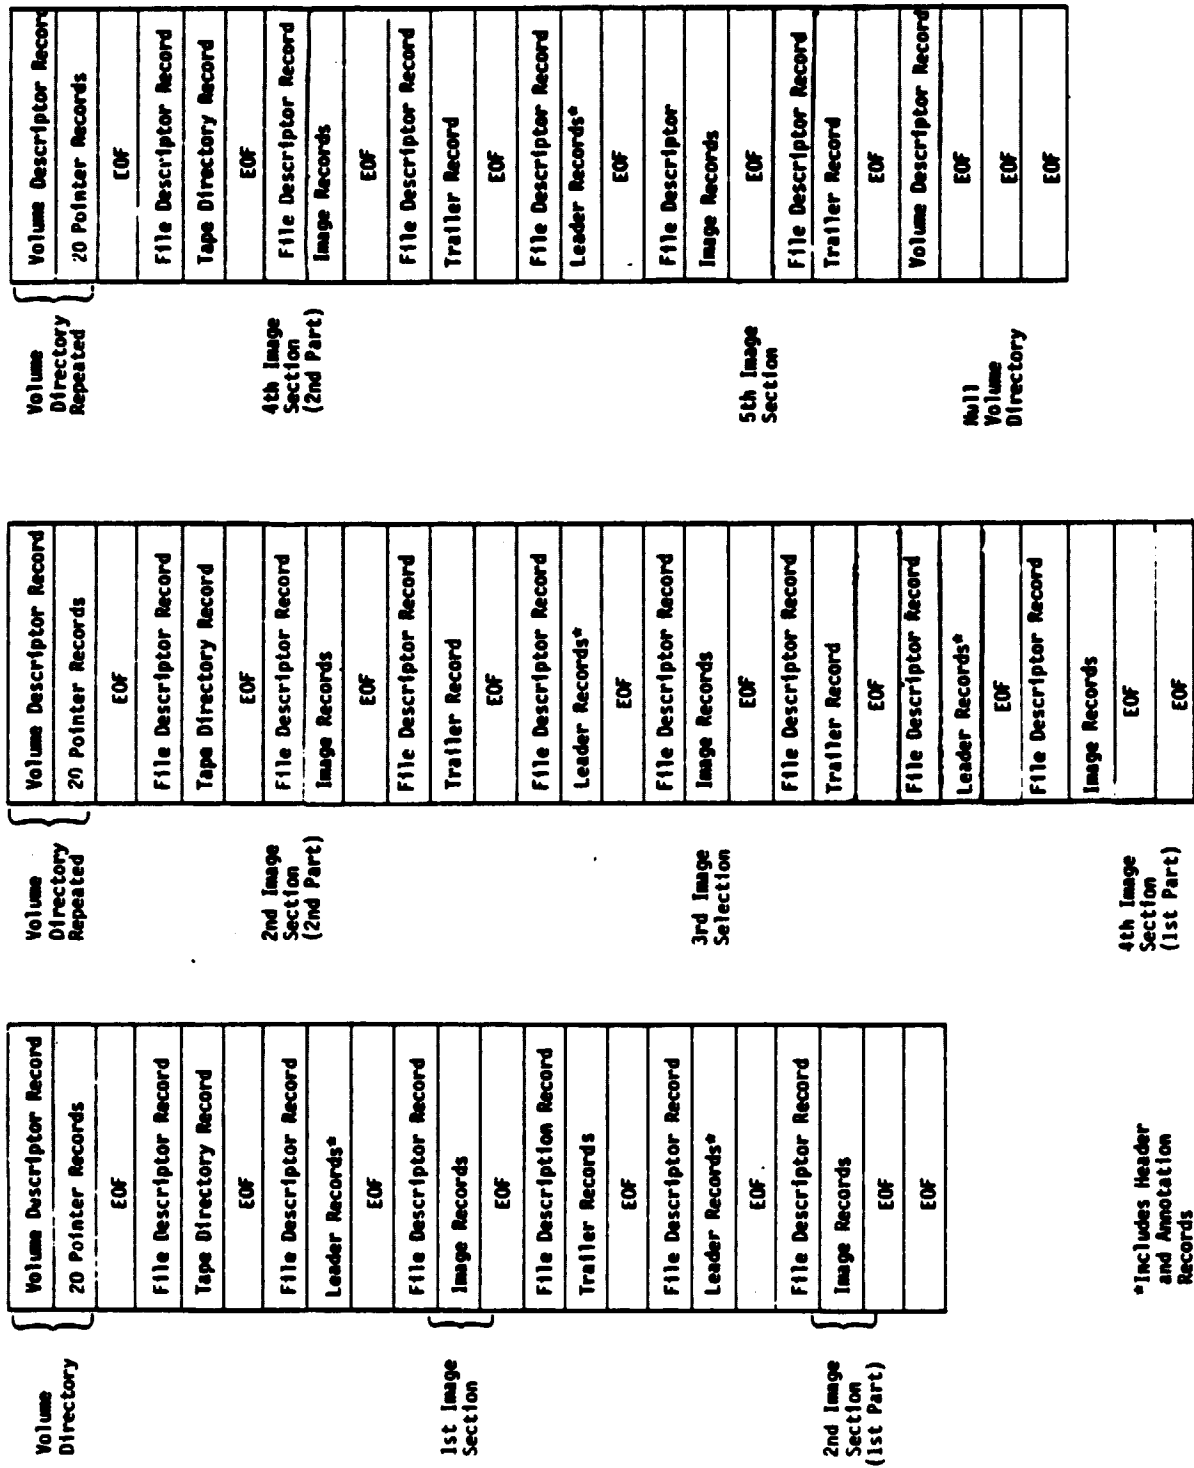 Volume
Directory
Volume Descriptor Record
20 Pointer Records
EOF
File Descriptor Record
Tape Directory Record
EOF
File Descriptor Record
Leader Records*
EOF
File Descriptor Record
1st Image
Section
Image Records
EOF
File Description Record
Trailer Records
EOF
File Descriptor Record
Leader Records*
EOF
File Descriptor Record
2nd Image
Section
(1st Part)
Image Records
EOF
EOF
*Includes Header
and Annotation
Records
Volume
Directory
Repeated
Volume Descriptor Record
20 Pointer Records
EOF
File Descriptor Record
Tape Directory Record
EOF
2nd Image
Section
(2nd Part)
File Descriptor Record
Image Records
EOF
File Descriptor Record
Trailer Record
EOF
File Descriptor Record
Leader Records*
EOF
File Descriptor Record
3rd Image
Selection
Image Records
EOF
File Descriptor Record
Trailer Record
EOF
File Descriptor Record
Leader Records*
EOF
File Descriptor Record
Image Records
4th Image
Section
(1st Part)
EOF
EOF
Volume
Directory
Repeated
Volume Descriptor Record
20 Pointer Records
EOF
File Descriptor Record
Tape Directory Record
EOF
4th Image
Section
(2nd Part)
File Descriptor Record
Image Records
EOF
File Descriptor Record
Trailer Record
EOF
File Descriptor Record
Leader Records*
EOF
File Descriptor
Image Records
5th Image
Section
EOF
File Descriptor Record
Trailer Record
EOF
Volume Descriptor Record
Null
Volume
Directory
EOF
EOF
EOF